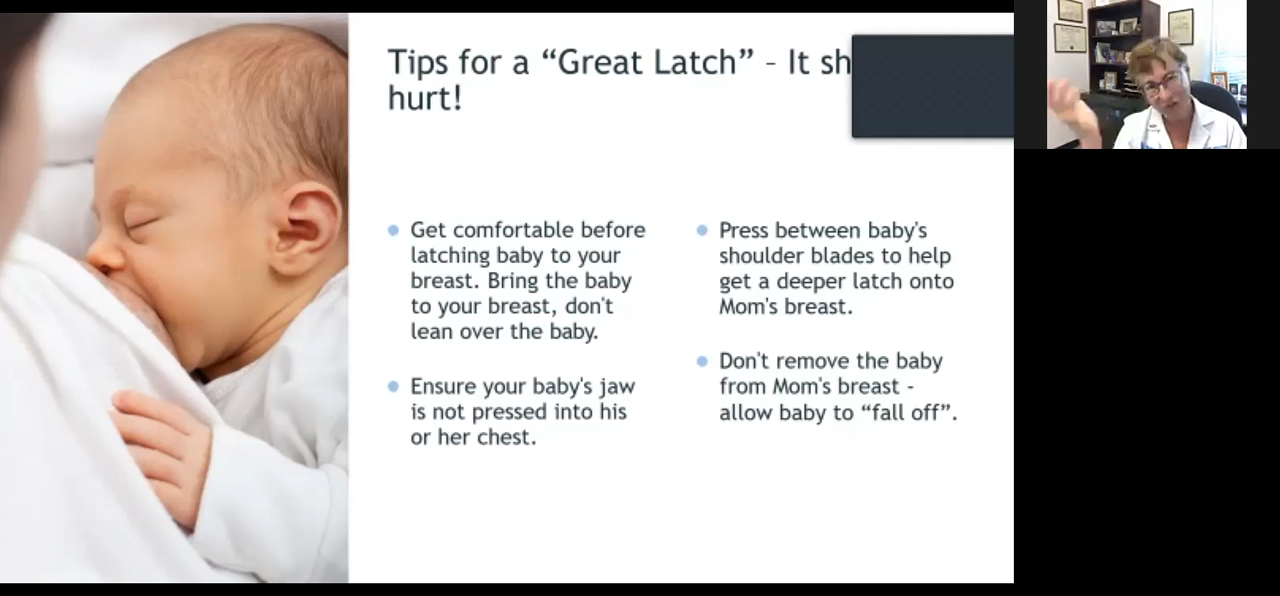 Tips for a “Great Latch” – It sh
hurt!
Get comfortable before
latching baby to your
breast. Bring the baby
to your breast, don't
lean over the baby.
Ensure your baby's jaw
is not pressed into his
or her chest.
Press between baby's
shoulder blades to help
get a deeper latch onto
Mom's breast.
Don't remove the baby
from Mom's breast -
allow baby to “fall off”.